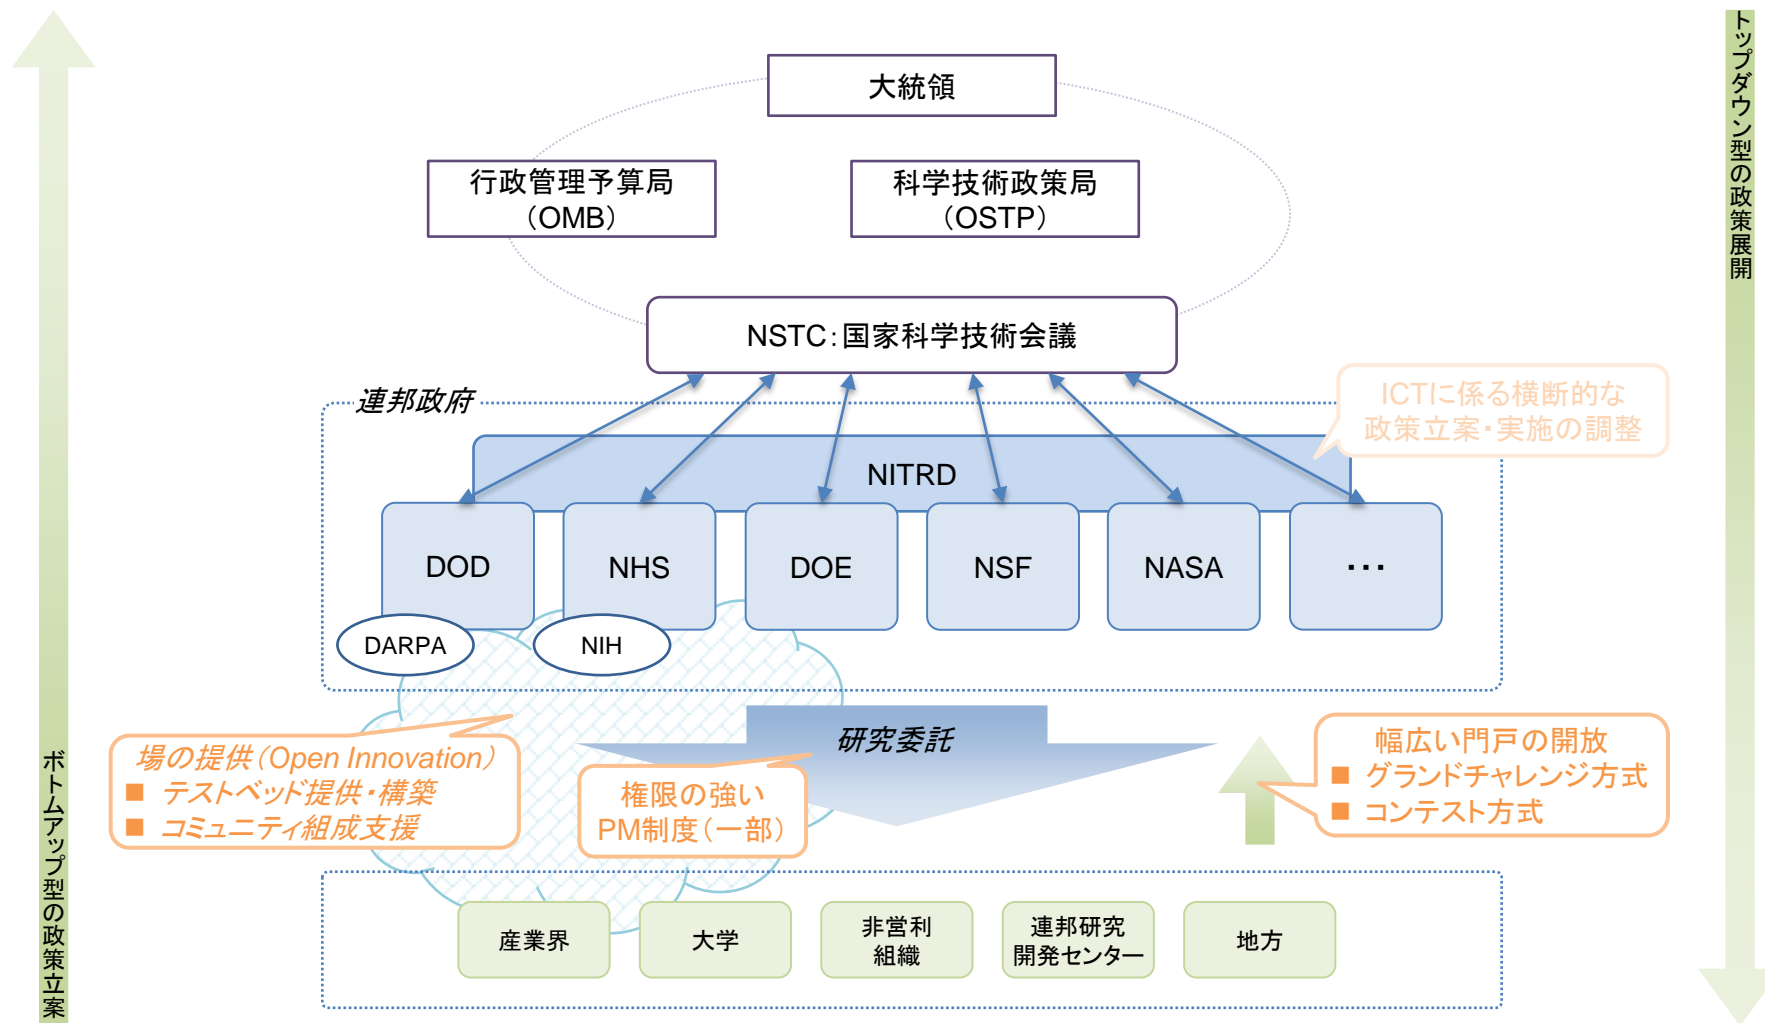 大統領
行政管理予算局
（OMB）
科学技術政策局
（OSTP）
NSTC：国家科学技術会議
連邦政府
ICTに係る横断的な
政策立案・実施の調整
NITRD
DOD
NHS
DOE
NSF
NASA
・・・
DARPA
NIH
研究委託
場の提供（Open Innovation）
■ テストベッド提供・構築
■ コミュニティ組成支援
権限の強い
PM制度（一部）
幅広い門戸の開放
■ グランドチャレンジ方式
■ コンテスト方式
産業界
大学
非営利
組織
連邦研究
開発センター
地方
ボトムアップ型の政策立案
トップダウン型の政策展開